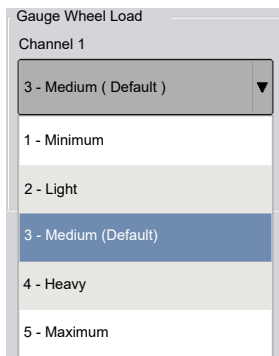 Gauge Wheel Load
Channel 1
3 - Medium ( Default )
1 - Minimum
2 - Light
3 - Medium (Default)
4 - Heavy
5 - Maximum